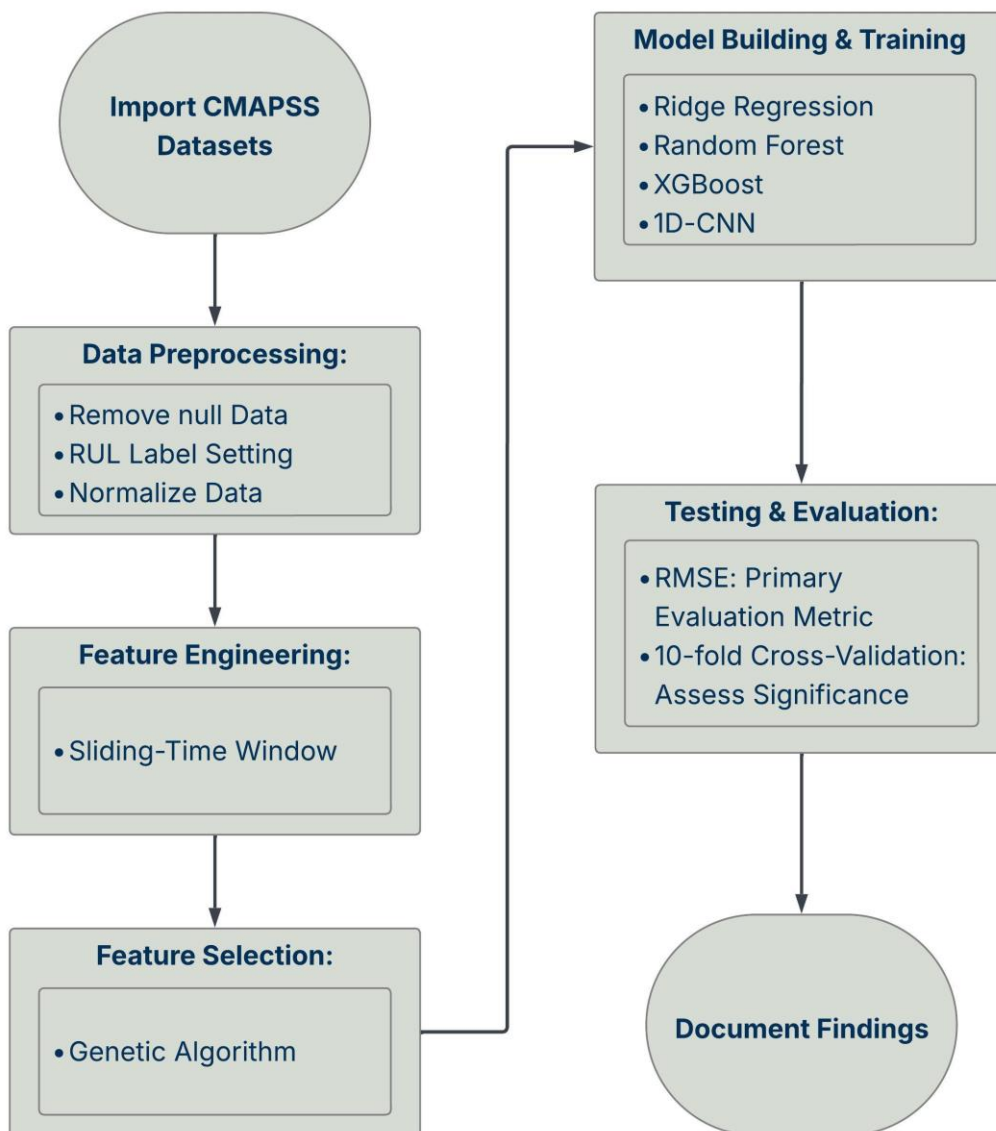 Import CMAPSS
Datasets
Data Preprocessing:
•Remove null Data
•RUL Label Setting
•Normalize Data
Feature Engineering:
•Sliding-Time Window
Feature Selection:
•Genetic Algorithm
Model Building & Training
•Ridge Regression
•Random Forest
•XGBoost
•1D-CNN
Testing & Evaluation:
•RMSE: Primary
Evaluation Metric
•10-fold Cross-Validation:
Assess Significance
Document Findings